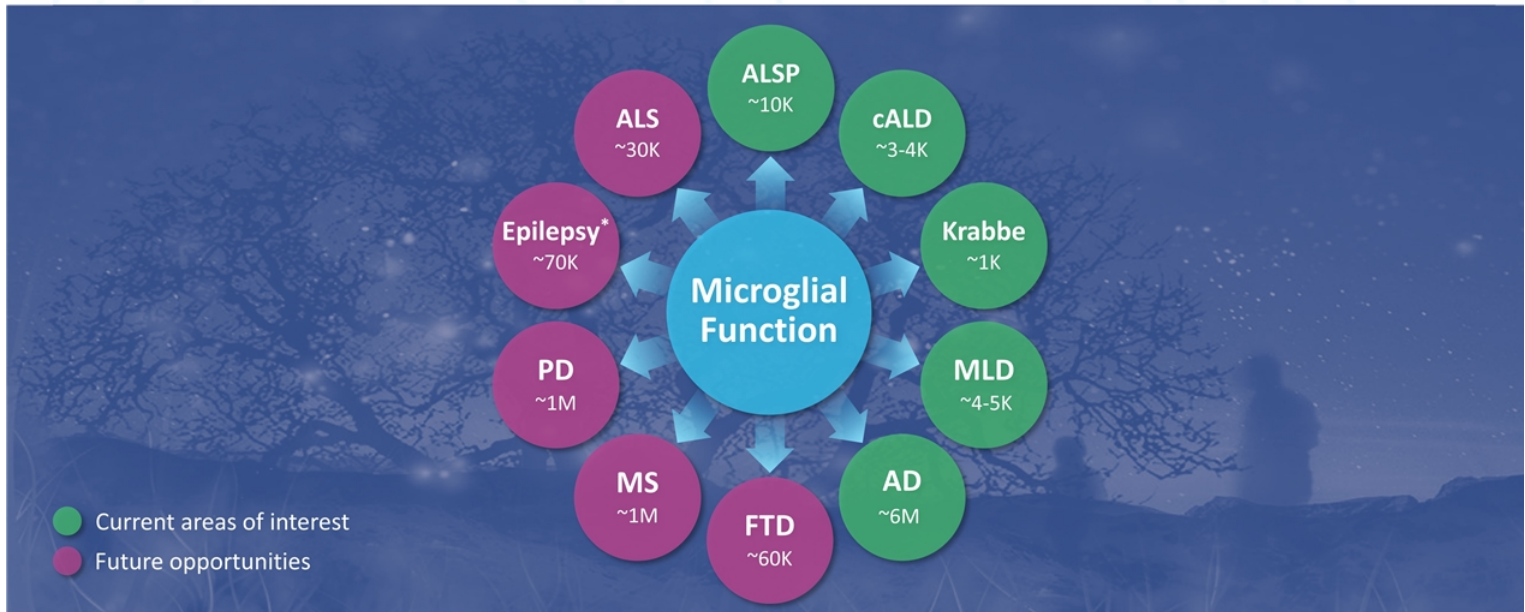 ALSP
~10K
cALD
~3-4K
Krabbe
~1K
MLD
~4-5K
AD
~6M
FTD
~60K
MS
~1M
PD
~1M
Epilepsy*
~70K
ALS
~30K
Microglial
Function
Current areas of interest
Future opportunities